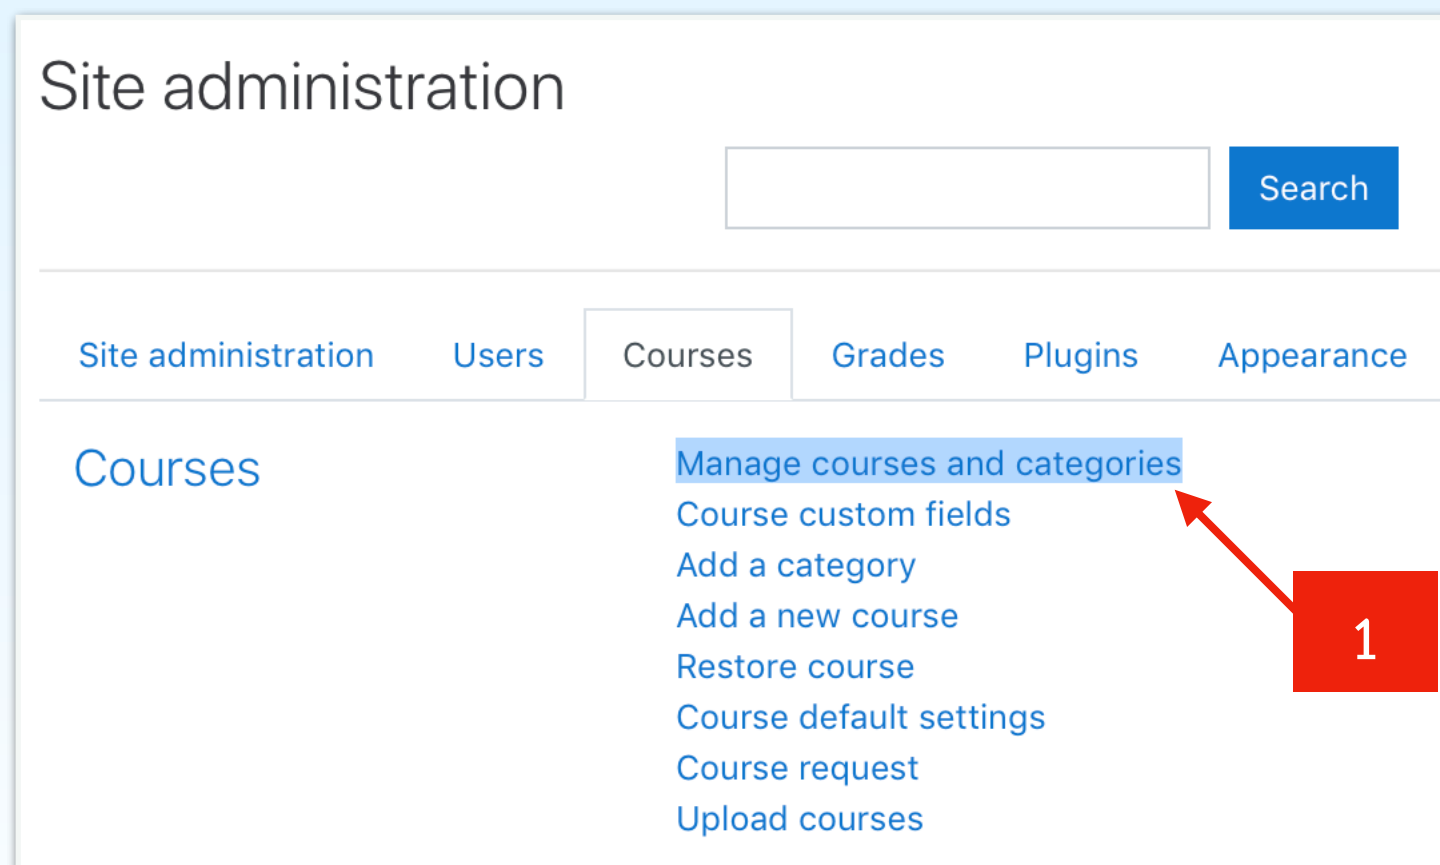 Site administration
Search
Site administration Users Courses Grades Plugins Appearance
Courses
Manage courses and categories
Course custom fields
Add a category
Add a new course
1
Restore course
Course default settings
Course request
Upload courses